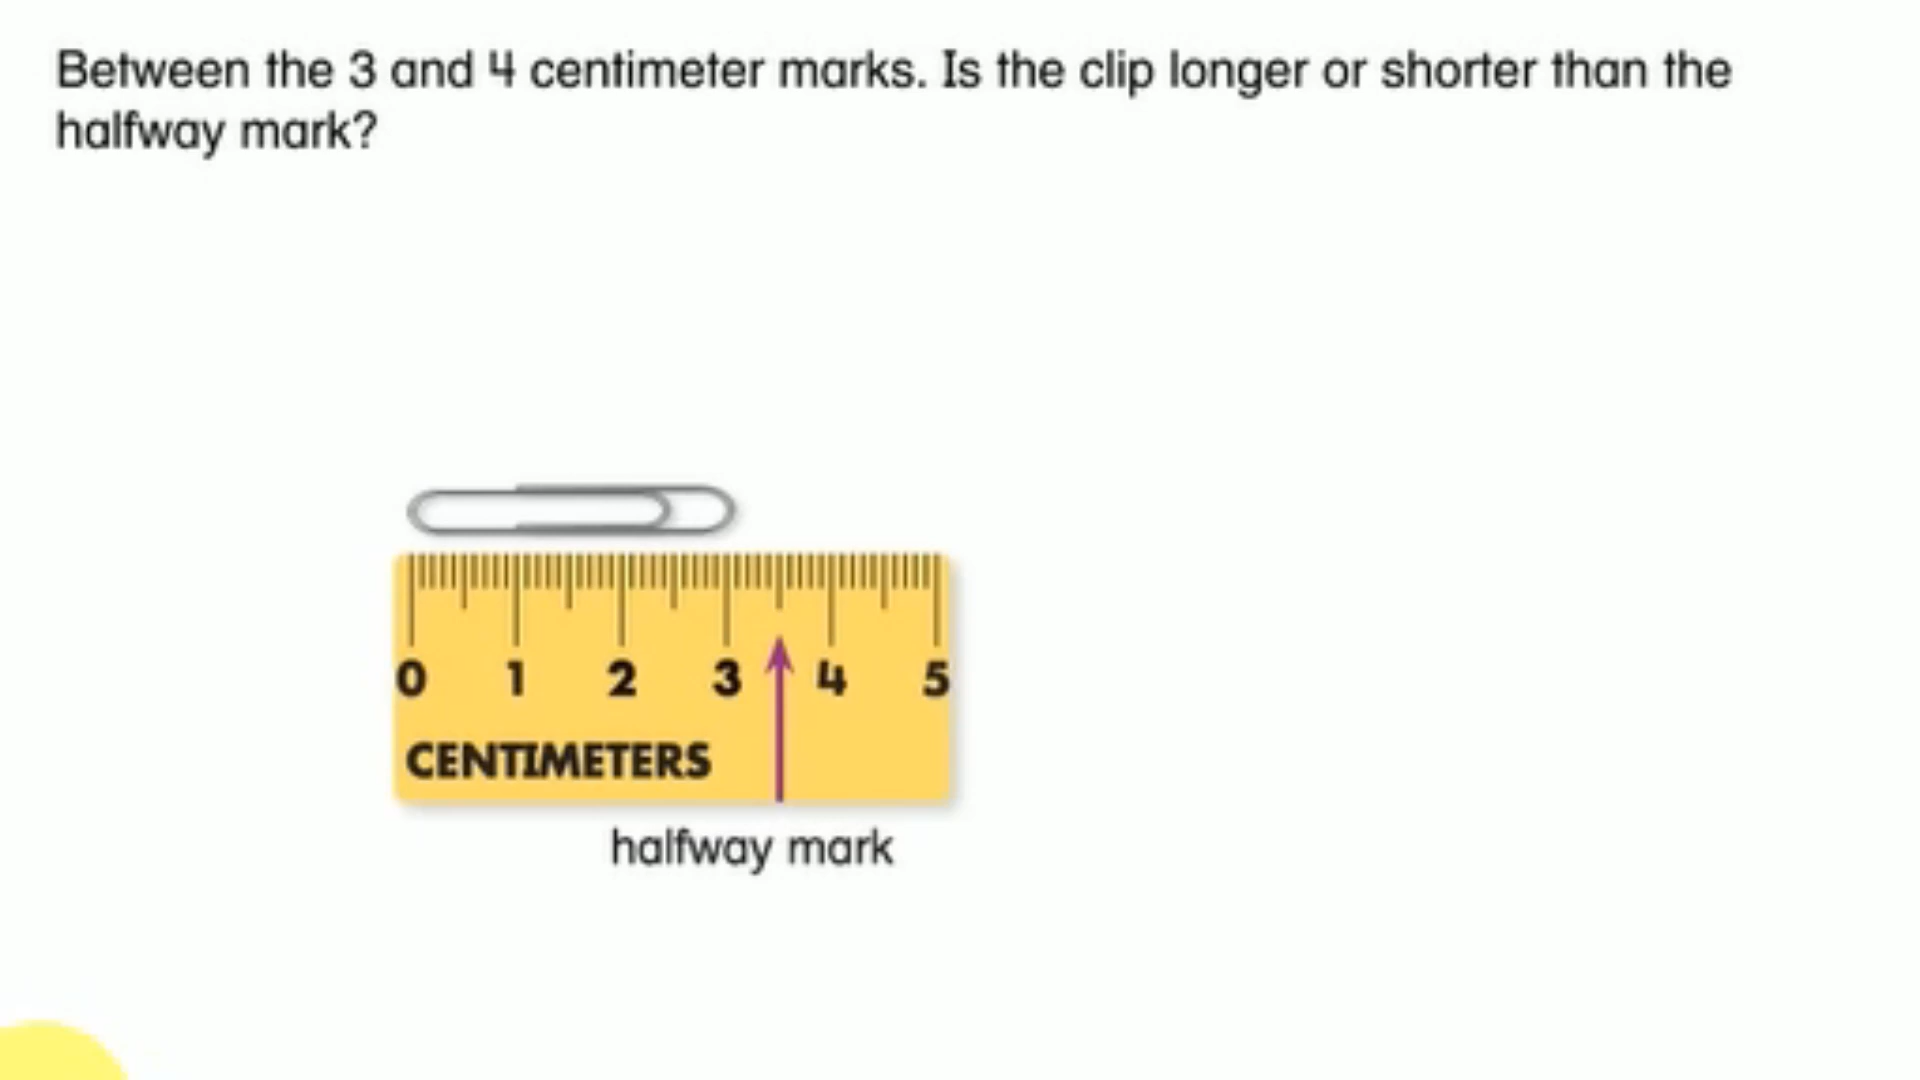 Between the 3 and 4 centimeter marks. Is the clip longer or shorter than the
halfway mark?
0 1 2 3 4 5
CENTIMETERS
halfway mark